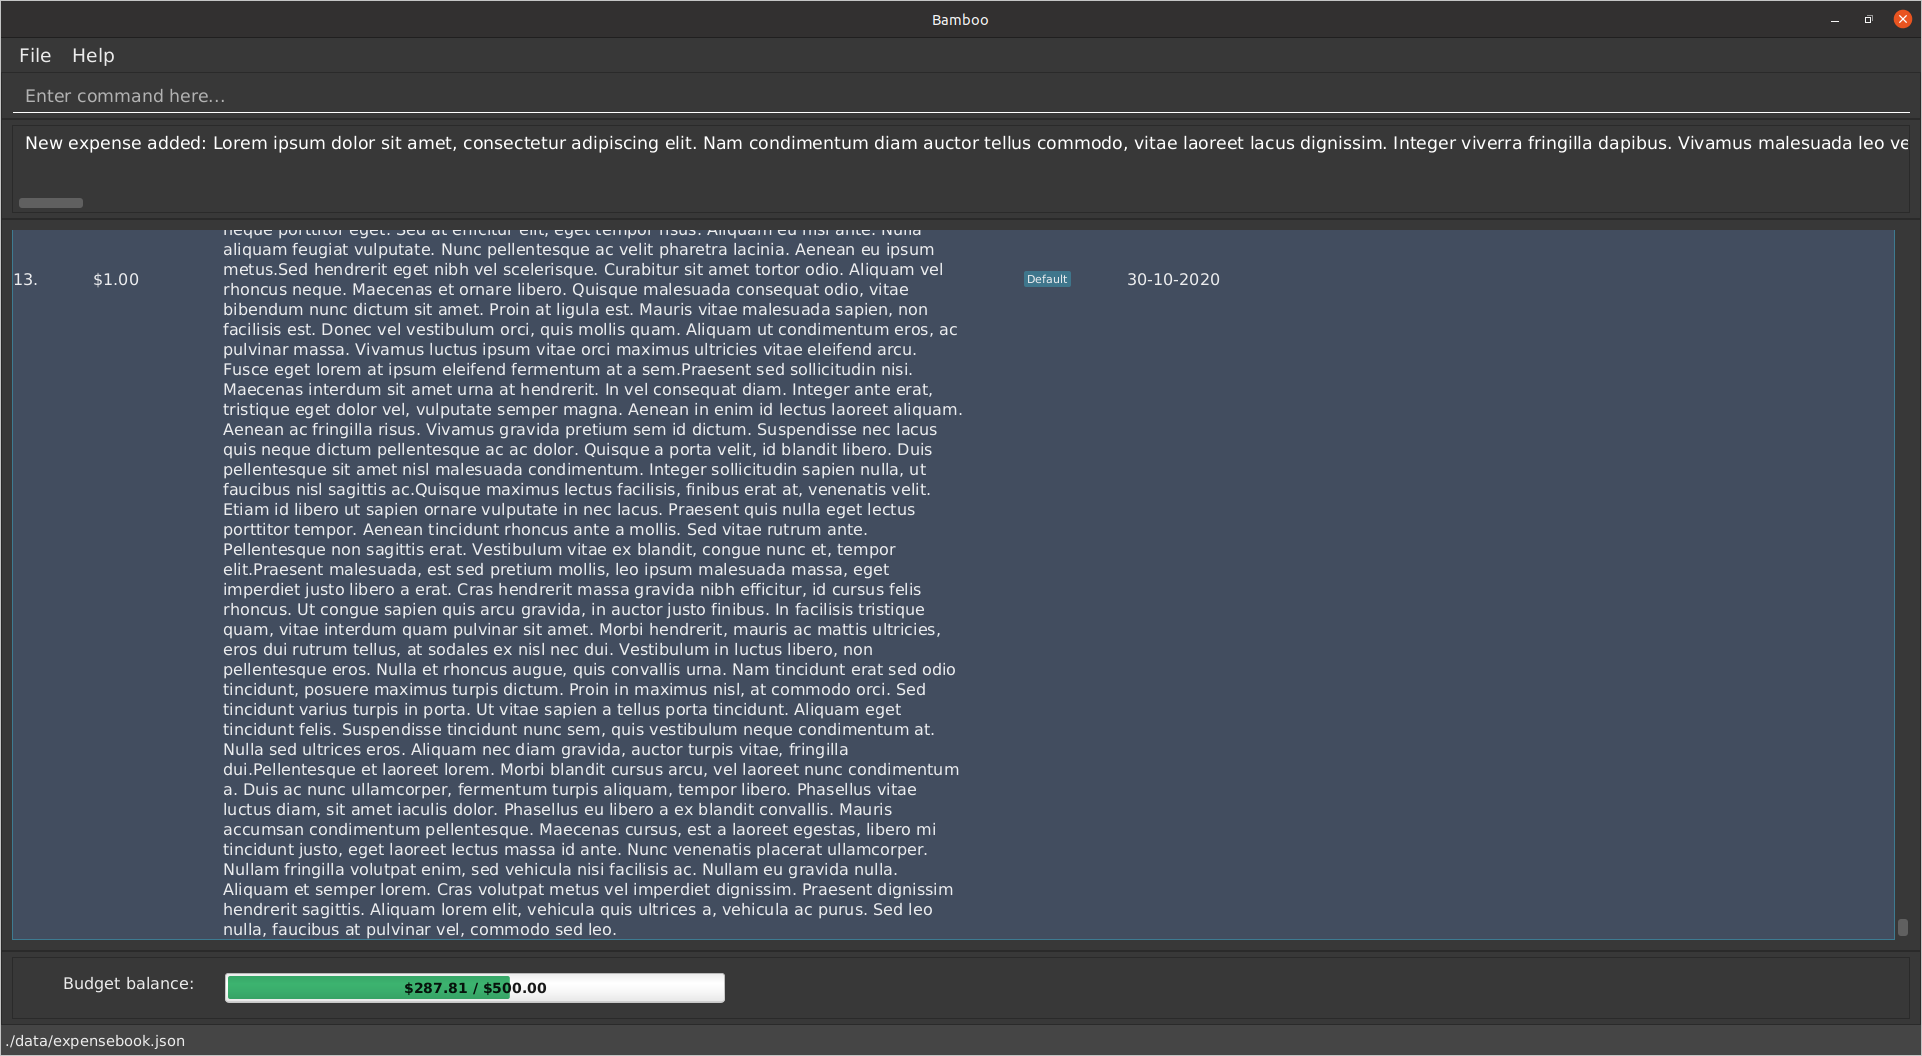 Bamboo
File Help
Enter command here...
New expense added: Lorem ipsum dolor sit amet, consectetur adipiscing elit. Nam condimentum diam auctor tellus commodo, vitae laoreet lacus dignissim. Integer viverra fringilla dapibus. Vivamus malesuada leo ve
neque porttitor eget. Sed at efficitur elit, eget tempor risus. Aliquam eu nisl ante. Nulla
aliquam feugiat vulputate. Nunc pellentesque ac velit pharetra lacinia. Aenean eu ipsum
metus.Sed hendrerit eget nibh vel scelerisque. Curabitur sit amet tortor odio. Aliquam vel
13. $1.00 Default 30-10-2020
rhoncus neque. Maecenas et ornare libero. Quisque malesuada consequat odio, vitae
bibendum nunc dictum sit amet. Proin at ligula est. Mauris vitae malesuada sapien, non
facilisis est. Donec vel vestibulum orci, quis mollis quam. Aliquam ut condimentum eros, ac
pulvinar massa. Vivamus luctus ipsum vitae orci maximus ultricies vitae eleifend arcu.
Fusce eget lorem at ipsum eleifend fermentum at a sem.Praesent sed sollicitudin nisi.
Maecenas interdum sit amet urna at hendrerit. In vel consequat diam. Integer ante erat,
tristique eget dolor vel, vulputate semper magna. Aenean in enim id lectus laoreet aliquam.
Aenean ac fringilla risus. Vivamus gravida pretium sem id dictum. Suspendisse nec lacus
quis neque dictum pellentesque ac ac dolor. Quisque a porta velit, id blandit libero. Duis
pellentesque sit amet nisl malesuada condimentum. Integer sollicitudin sapien nulla, ut
faucibus nisl sagittis ac.Quisque maximus lectus facilisis, finibus erat at, venenatis velit.
Etiam id libero ut sapien ornare vulputate in nec lacus. Praesent quis nulla eget lectus
porttitor tempor. Aenean tincidunt rhoncus ante a mollis. Sed vitae rutrum ante.
Pellentesque non sagittis erat. Vestibulum vitae ex blandit, congue nunc et, tempor
elit.Praesent malesuada, est sed pretium mollis, leo ipsum malesuada massa, eget
imperdiet justo libero a erat. Cras hendrerit massa gravida nibh efficitur, id cursus felis
rhoncus. Ut congue sapien quis arcu gravida, in auctor justo finibus. In facilisis tristique
quam, vitae interdum quam pulvinar sit amet. Morbi hendrerit, mauris ac mattis ultricies,
eros dui rutrum tellus, at sodales ex nisl nec dui. Vestibulum in luctus libero, non
pellentesque eros. Nulla et rhoncus augue, quis convallis urna. Nam tincidunt erat sed odio
tincidunt, posuere maximus turpis dictum. Proin in maximus nisl, at commodo orci. Sed
tincidunt varius turpis in porta. Ut vitae sapien a tellus porta tincidunt. Aliquam eget
tincidunt felis. Suspendisse tincidunt nunc sem, quis vestibulum neque condimentum at.
Nulla sed ultrices eros. Aliquam nec diam gravida, auctor turpis vitae, fringilla
dui.Pellentesque et laoreet lorem. Morbi blandit cursus arcu, vel laoreet nunc condimentum
a. Duis ac nunc ullamcorper, fermentum turpis aliquam, tempor libero. Phasellus vitae
luctus diam, sit amet iaculis dolor. Phasellus eu libero a ex blandit convallis. Mauris
accumsan condimentum pellentesque. Maecenas cursus, est a laoreet egestas, libero mi
tincidunt justo, eget laoreet lectus massa id ante. Nunc venenatis placerat ullamcorper.
Nullam fringilla volutpat enim, sed vehicula nisi facilisis ac. Nullam eu gravida nulla.
Aliquam et semper lorem. Cras volutpat metus vel imperdiet dignissim. Praesent dignissim
hendrerit sagittis. Aliquam lorem elit, vehicula quis ultrices a, vehicula ac purus. Sed leo
nulla, faucibus at pulvinar vel, commodo sed leo.
Budget balance: $287.81 / $500.00
./data/expensebook.json